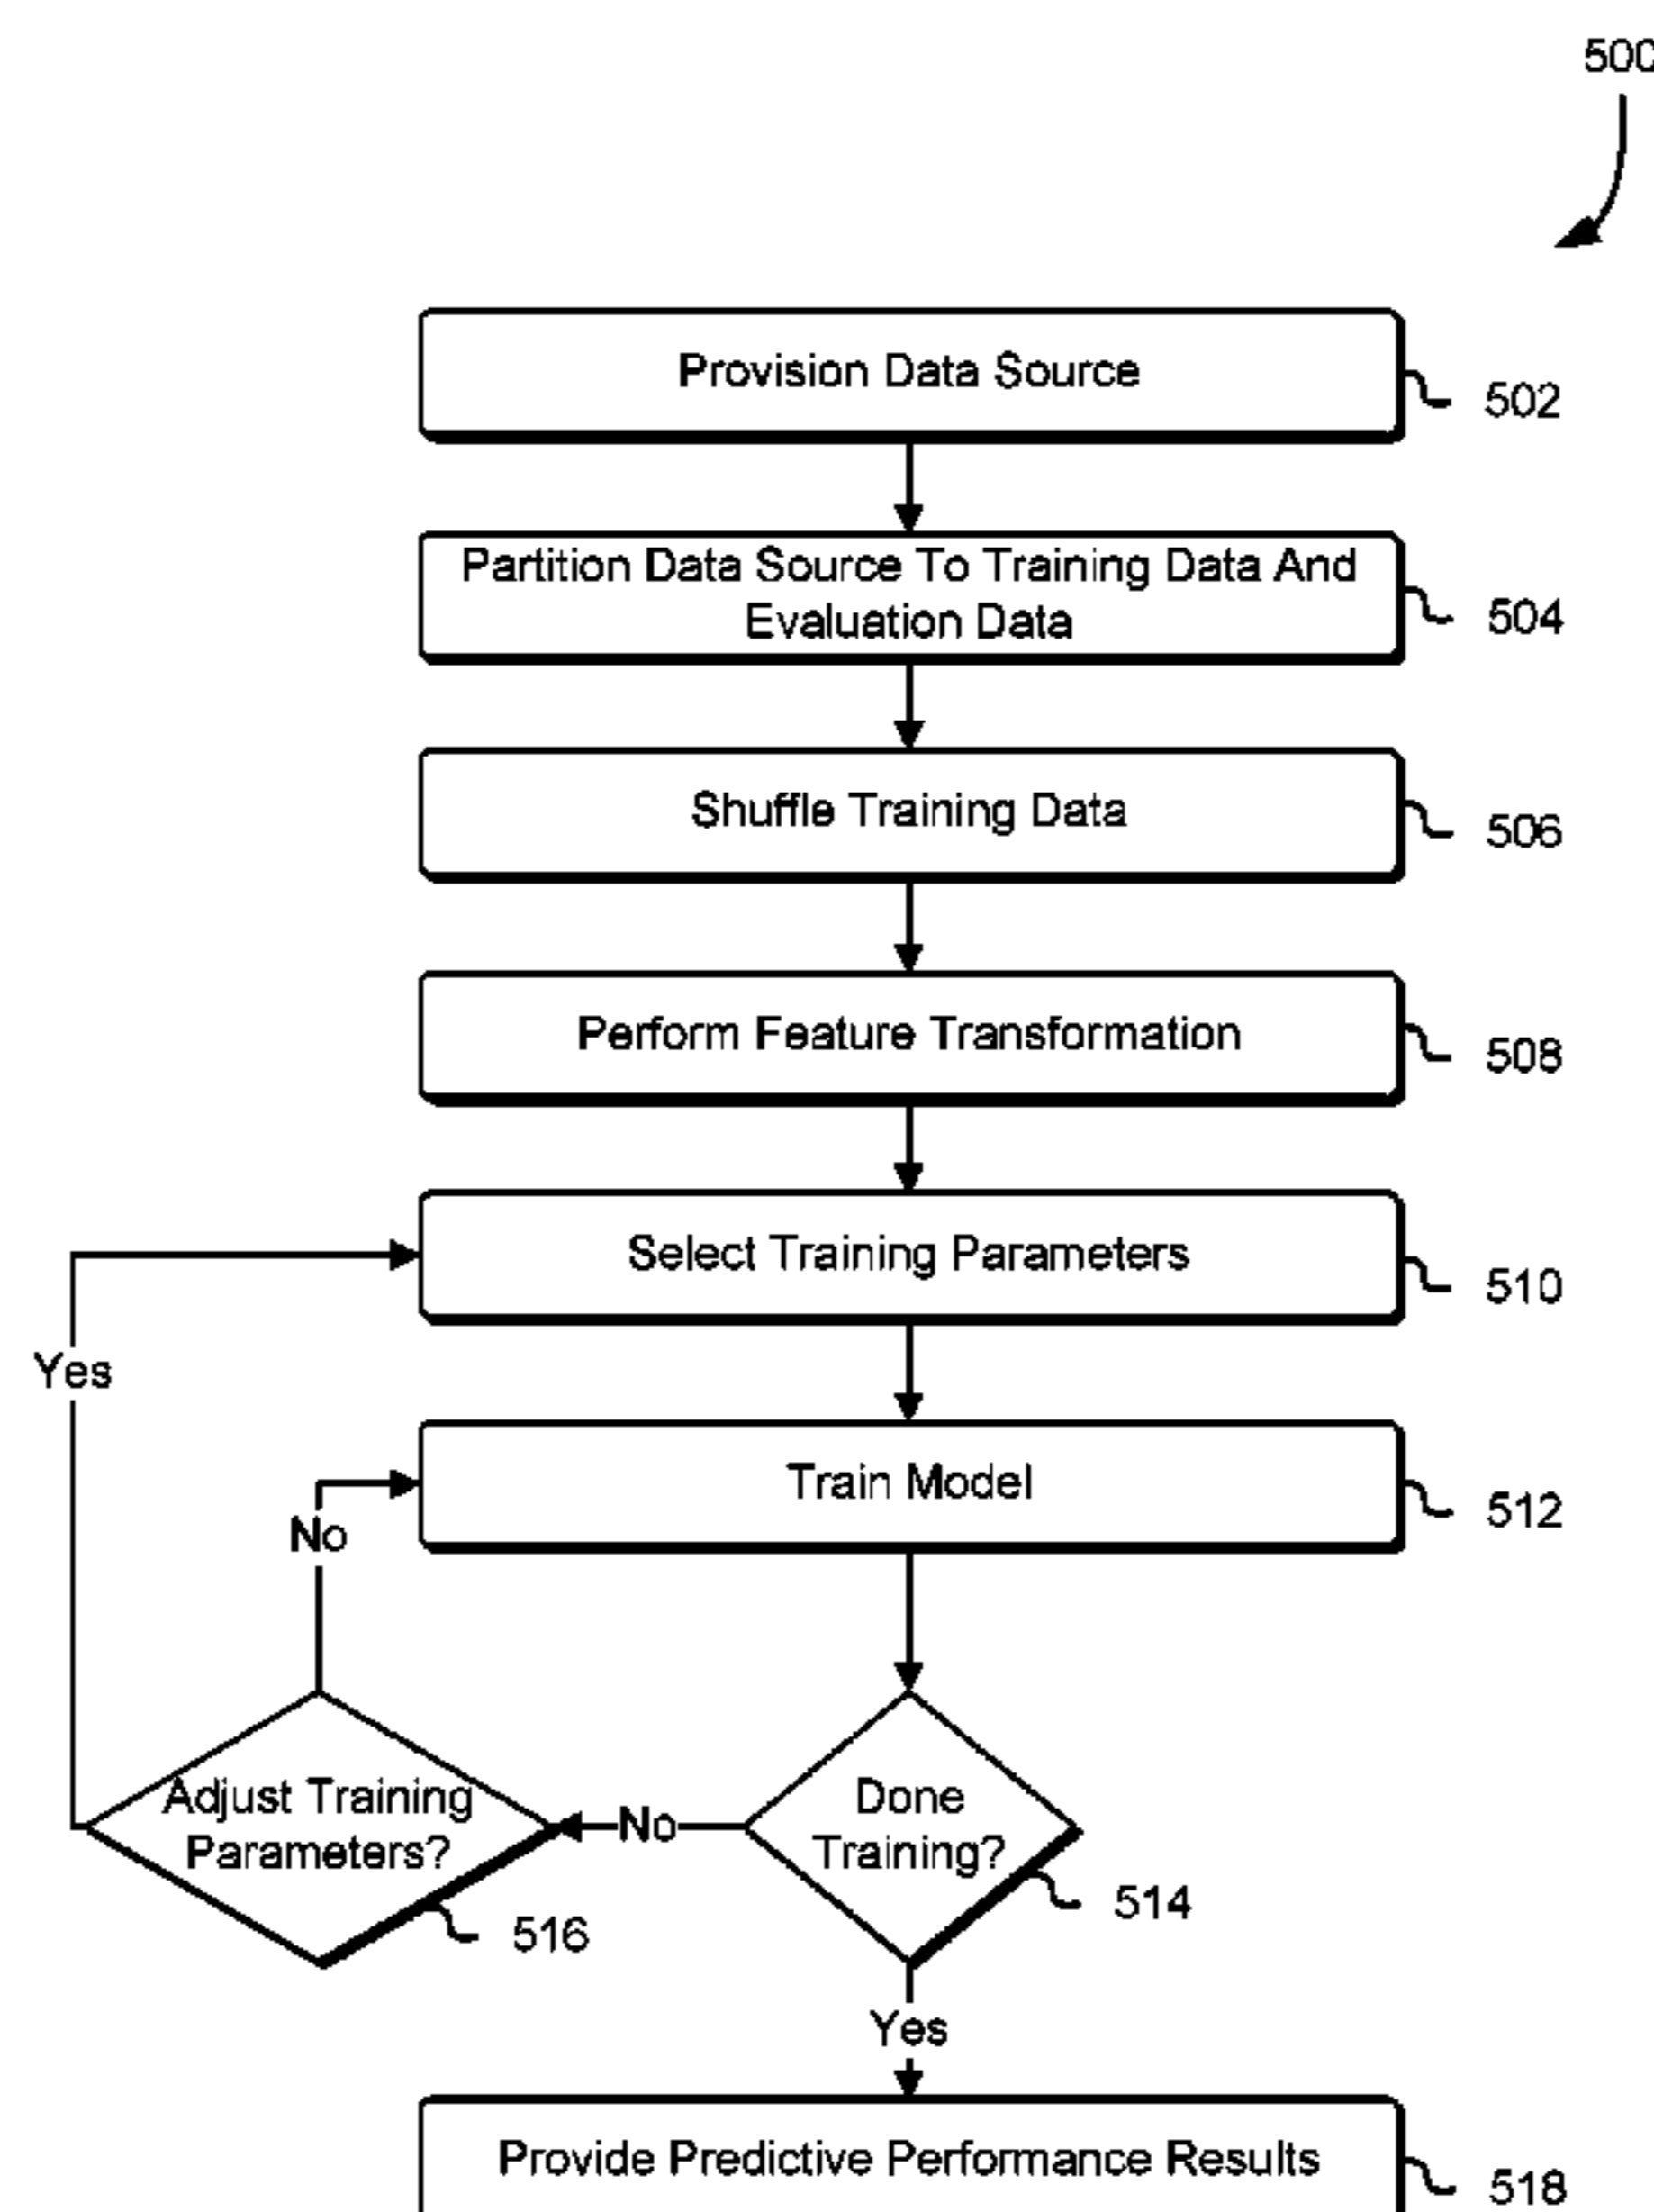 500
Provision Data Source
502
Partition Data Source To Training Data And
Evaluation Data
504
Shuffle Training Data
506
Perform Feature Transformation
508
Select Training Parameters
510
Yes
Train Model
512
No
Adjust Training
Parameters?
516
No
Done
Training?
514
Yes
Provide Predictive Performance Results
518